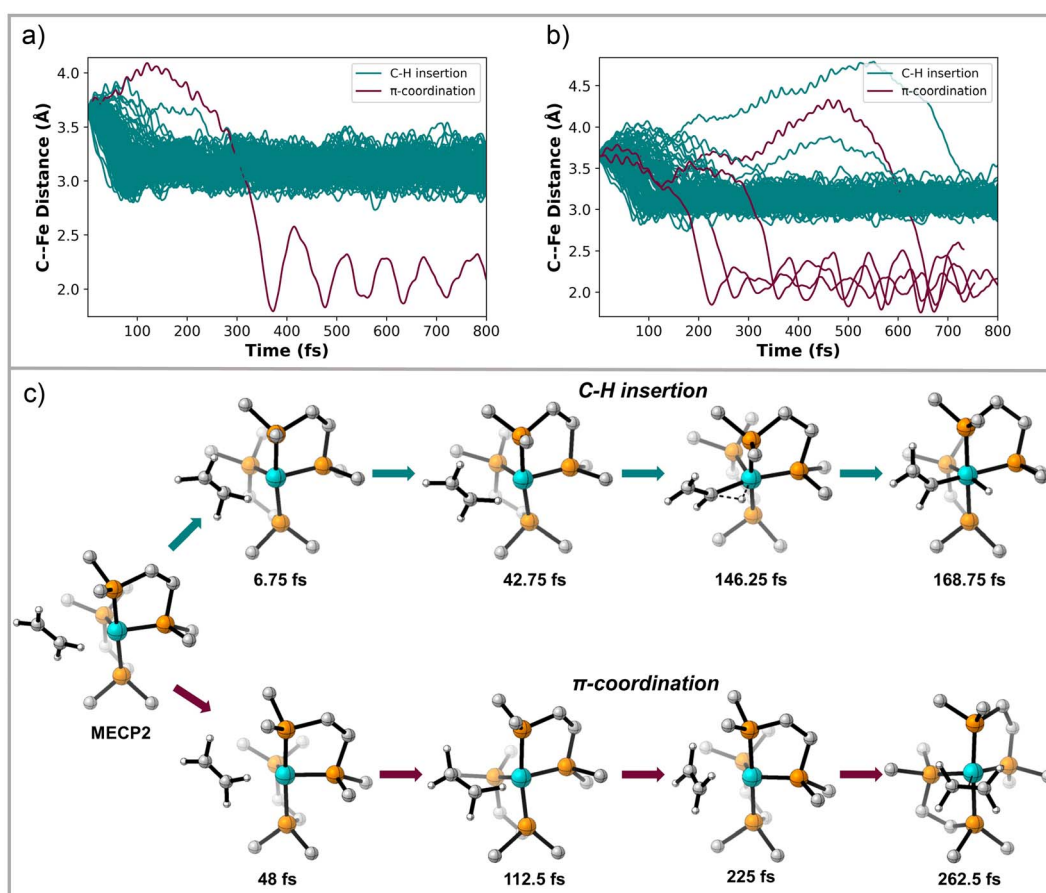 a)
C-H insertion
π-coordination
4.0
3.5
3.0
2.5
2.0
C--Fe Distance (Å)
100 200 300 400 500 600 700 800
Time (fs)
b)
C-H insertion
π-coordination
4.5
4.0
3.5
3.0
2.5
2.0
C--Fe Distance (Å)
100 200 300 400 500 600 700 800
Time (fs)
c)
C-H insertion
6.75 fs
42.75 fs
146.25 fs
168.75 fs
MECP2
π-coordination
48 fs
112.5 fs
225 fs
262.5 fs